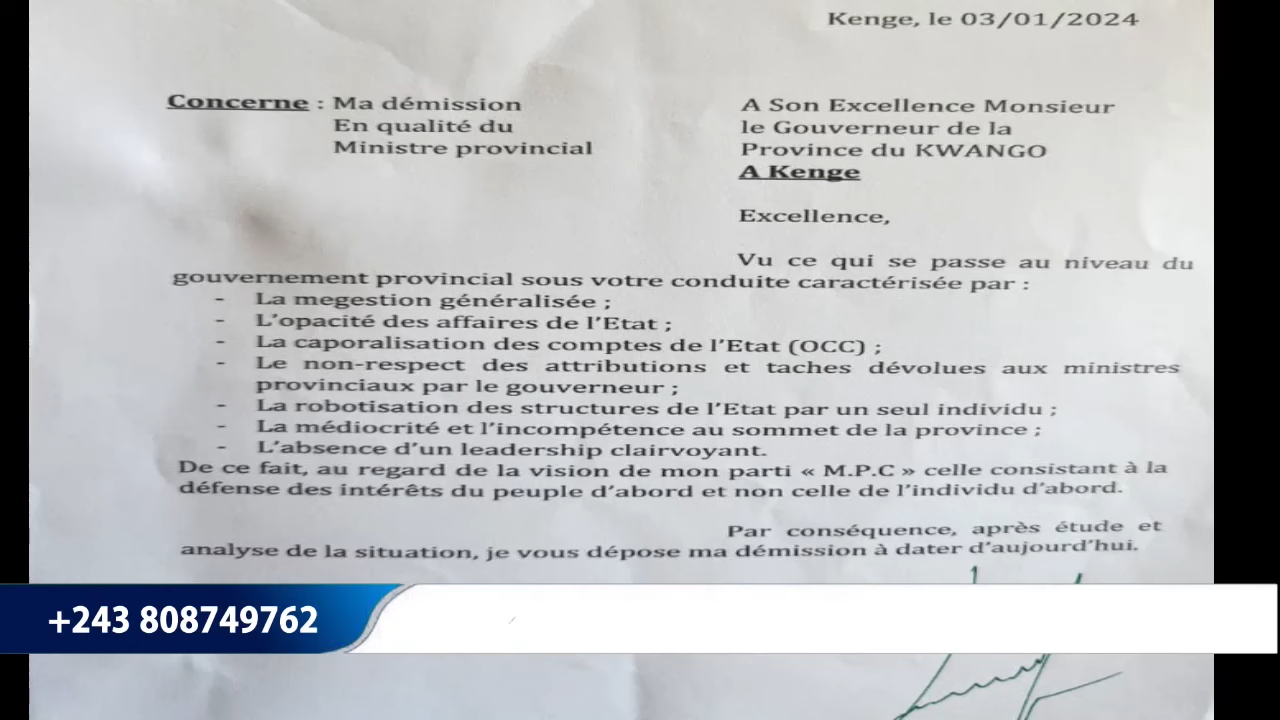 Kenge, le 03/01/2024
Concerne : Ma démission
En qualité du
Ministre provincial
A Son Excellence Monsieur
le Gouverneur de la
Province du KWANGO
A Kenge
Excellence,
Vu ce qui se passe au niveau du
gouvernement provincial sous votre conduite caractérisée par :
- La megestion généralisée ;
- L'opacité des affaires de l'Etat ;
- La caporalisation des comptes de l'Etat (OCC) ;
- Le non-respect des attributions et taches dévolues aux ministres
provinciaux par le gouverneur ;
- La robotisation des structures de l'Etat par un seul individu ;
- La médiocrité et l'incompétence au sommet de la province ;
- L'absence d'un leadership clairvoyant.
De ce fait, au regard de la vision de mon parti « M.P.C » celle consistant à la
défense des intérêts du peuple d'abord et non celle de l'individu d'abord.
Par conséquence, après étude et
analyse de la situation, je vous dépose ma démission à dater d'aujourd'hui.
+243 808749762